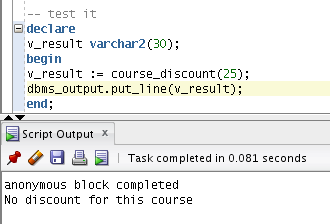 -- test it
declare
v_result varchar2(30);
begin
v_result := course_discount(25);
dbms_output.put_line(v_result);
end;
Script Output x
Task completed in 0.081 seconds
anonymous block completed
No discount for this course